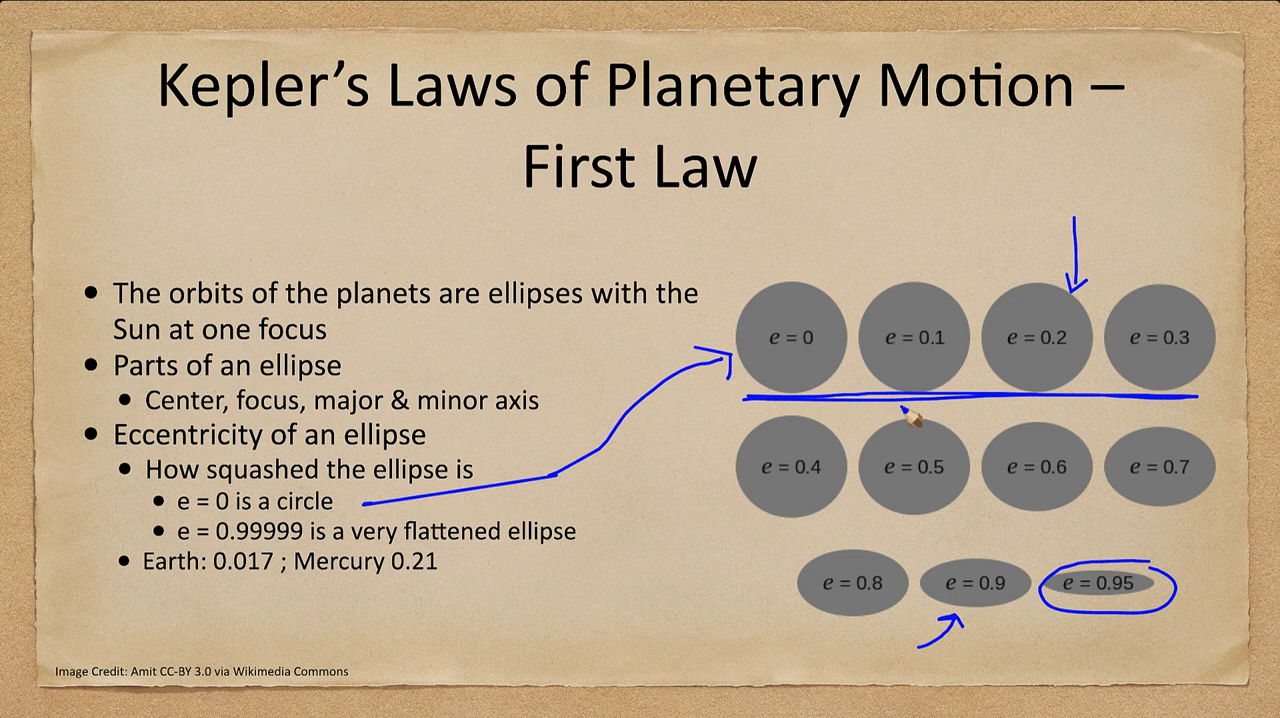 Kepler’s Laws of Planetary Motion –
First Law
• The orbits of the planets are ellipses with the
Sun at one focus
• Parts of an ellipse
• Center, focus, major & minor axis
• Eccentricity of an ellipse
• How squashed the ellipse is
• e = 0 is a circle
• e = 0.99999 is a very flattened ellipse
• Earth: 0.017 ; Mercury 0.21
e = 0 e = 0.1 e = 0.2 e = 0.3
e = 0.4 e = 0.5 e = 0.6 e = 0.7
e = 0.8 e = 0.9 e = 0.95
Image Credit: Amit CC-BY 3.0 via Wikimedia Commons